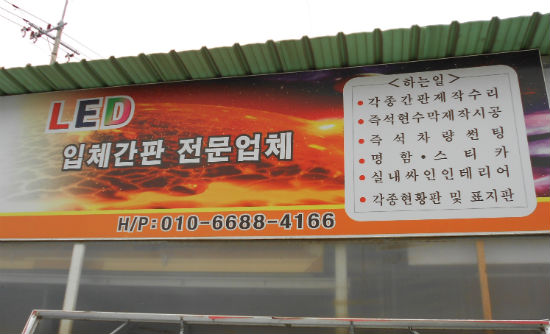 LED
입체간판 전문업체
H/P:010-6688-4166
<하는일>
• 각종간판제작수리
• 즉석현수막제작시공
• 즉석차량썬팅
• 명함·스티카
• 실내싸인인테리어
• 각종현황판 및 표지판